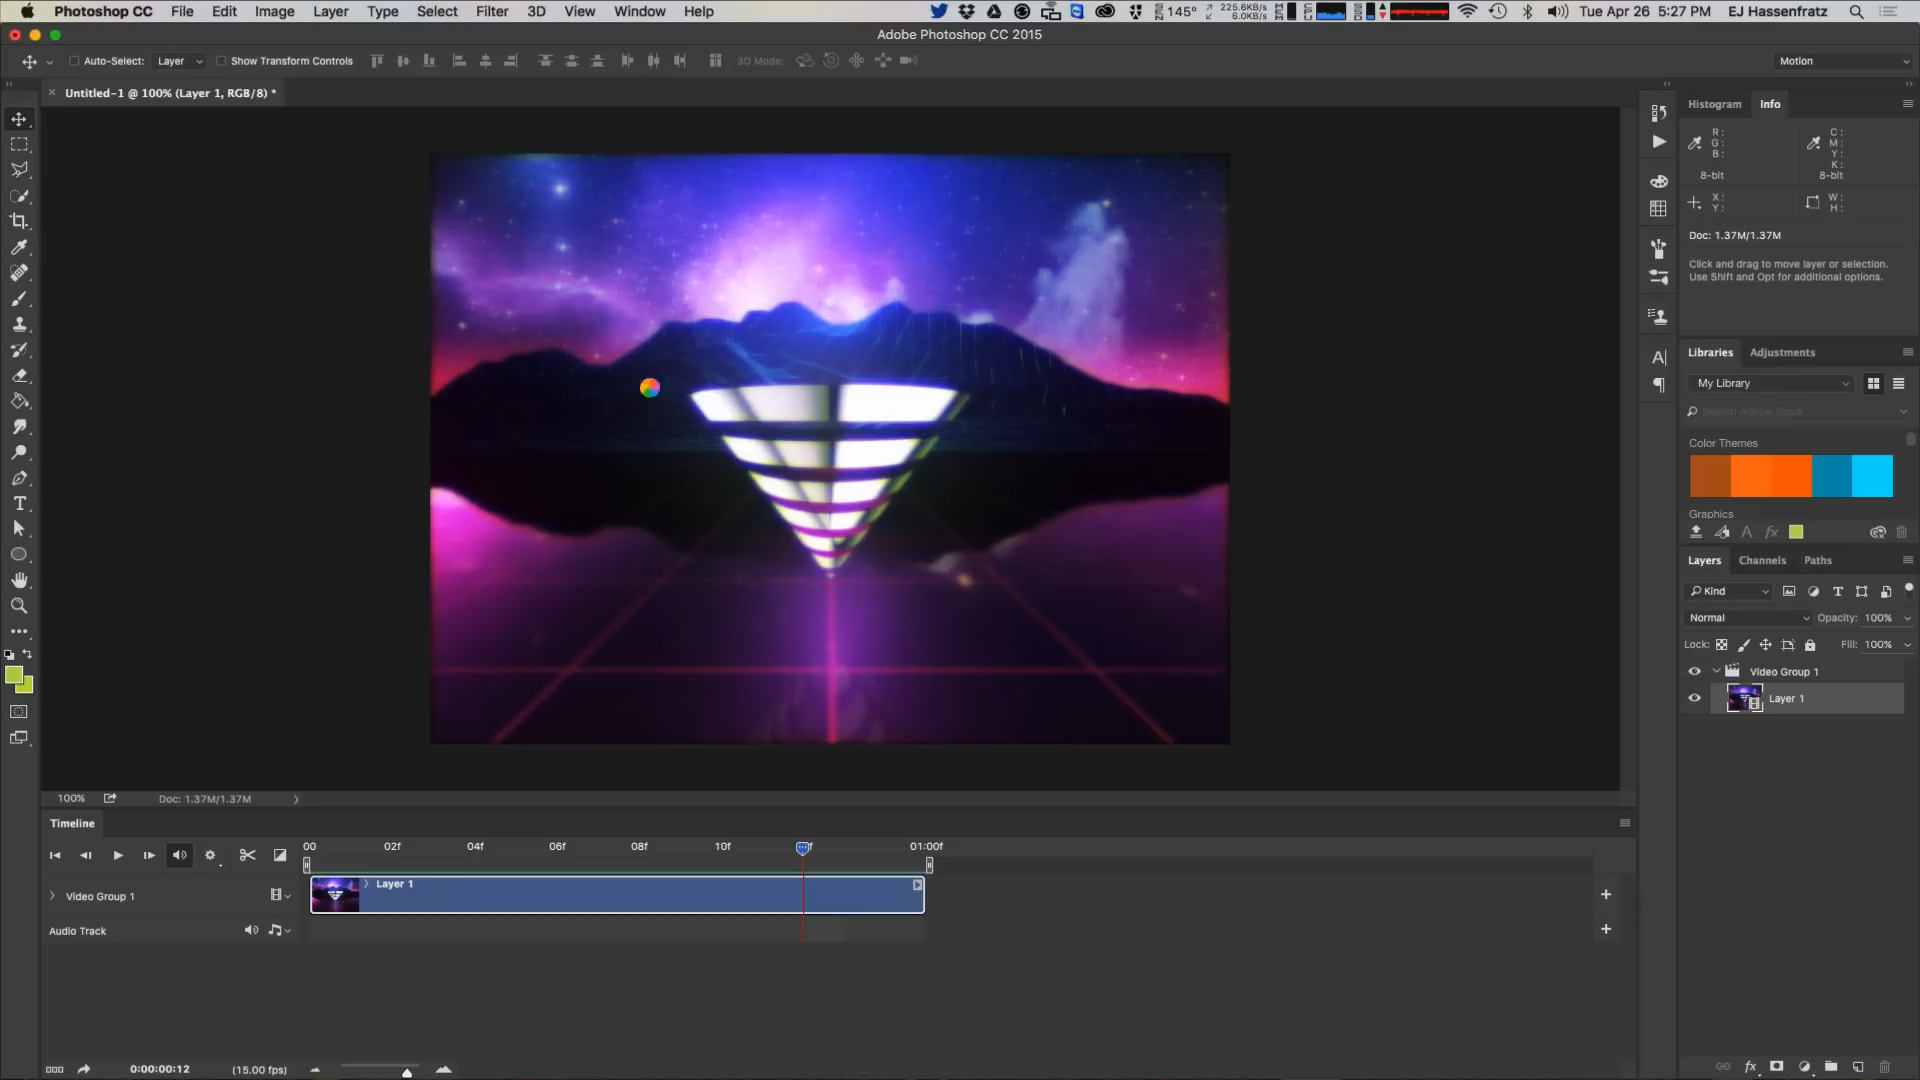 Photoshop CC File Edit Image Layer Type Select Filter 3D View Window Help 145° 225.6KB/s 6.0KB/s Tue Apr 26 5:27 PM EJ Hassenfratz
Adobe Photoshop CC 2015
Auto-Select: Layer Show Transform Controls 3D Mode: Motion
Untitled-1 @ 100% (Layer 1, RGB/8) *
Histogram Info
R: C:
G: M:
B: Y:
K:
8-bit 8-bit
X: W:
Y: H:
Doc: 1.37M/1.37M
Click and drag to move layer or selection.
Use Shift and Opt for additional options.
Libraries Adjustments
My Library
Search Adobe Stock
Color Themes
Graphics
Layers Channels Paths
Kind
Normal Opacity: 100%
Lock: Fill: 100%
Video Group 1
Layer 1
100% Doc: 1.37M/1.37M
Timeline
00 02f 04f 06f 08f 10f f 01:00f
Layer 1
Video Group 1
Audio Track
0:00:00:12 (15.00 fps)